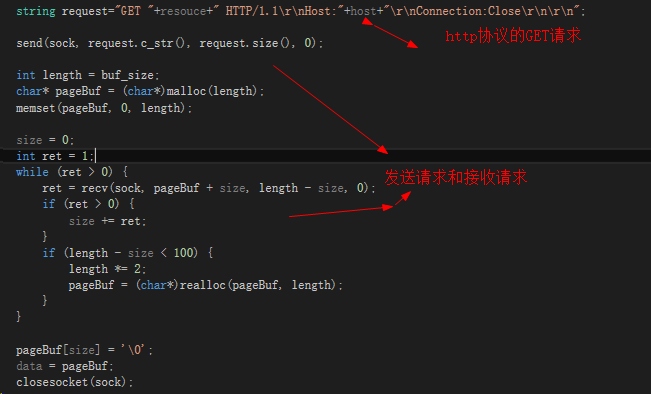 string request="GET "+resouce+" HTTP/1.1\r\nHost:"+host+"\r\nConnection:Close\r\n\r\n";
http协议的GET请求
send(sock, request.c_str(), request.size(), 0);
int length = buf_size;
char* pageBuf = (char*)malloc(length);
memset(pageBuf, 0, length);
size = 0;
int ret = 1;
while (ret > 0) {
ret = recv(sock, pageBuf + size, length - size, 0);
发送请求和接收请求
if (ret > 0) {
size += ret;
}
if (length - size < 100) {
length *= 2;
pageBuf = (char*)realloc(pageBuf, length);
}
}
pageBuf[size] = '\0';
data = pageBuf;
closesocket(sock);